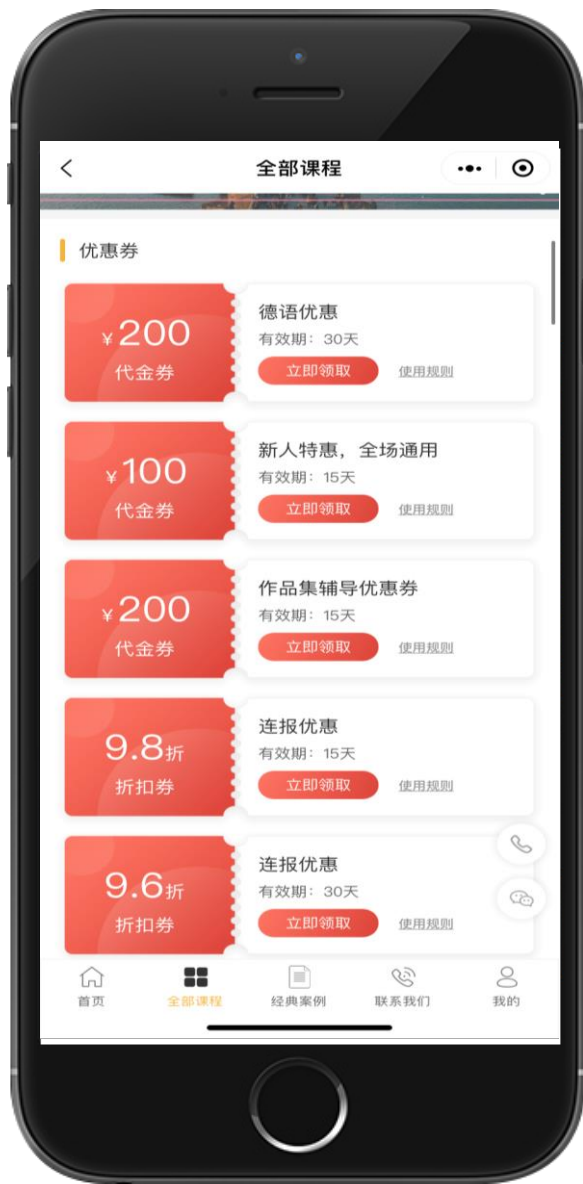 全部课程
优惠券
¥200
代金券
德语优惠
有效期：30天
立即领取 使用规则
¥100
代金券
新人特惠，全场通用
有效期：15天
立即领取 使用规则
¥200
代金券
作品集辅导优惠券
有效期：15天
立即领取 使用规则
9.8折
折扣券
连报优惠
有效期：15天
立即领取 使用规则
9.6折
折扣券
连报优惠
有效期：30天
立即领取 使用规则
首页 全部课程 经典案例 联系我们 我的